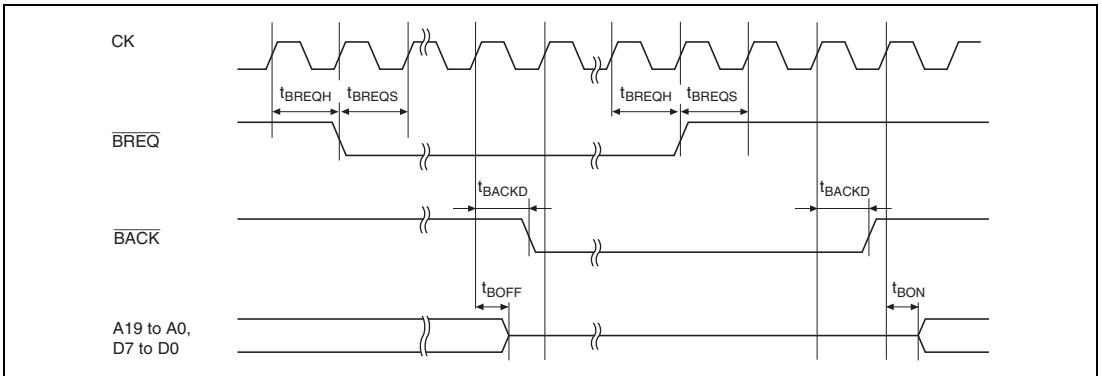 CK
tBREQH tBREQS tBREQH tBREQS
BREQ
tBACKD tBACKD
BACK
tBOFF tBON
A19 to A0,
D7 to D0